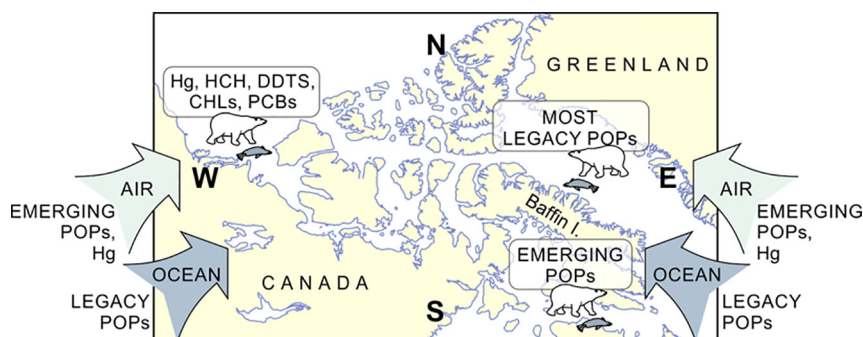 N
GREENLAND
Hg, HCH, DDTS,
CHLs, PCBs
MOST
LEGACY POPs
W
E
AIR
EMERGING
POPs,
Hg
AIR
EMERGING
POPs,
Hg
Baffin I.
EMERGING
POPs
OCEAN
LEGACY
POPs
CANADA
OCEAN
LEGACY
POPs
S